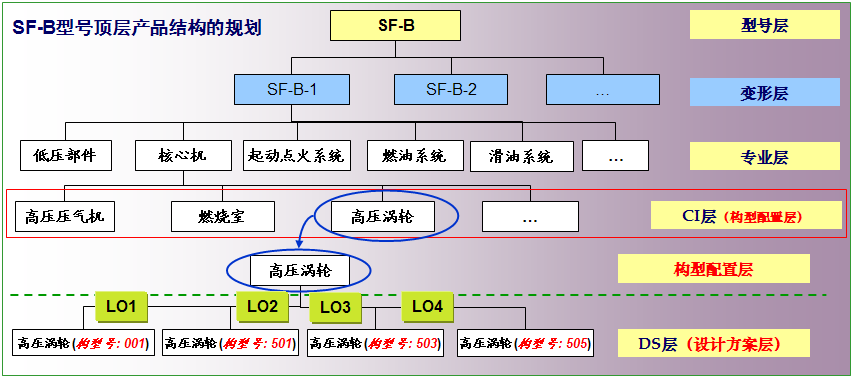 SF-B型号顶层产品结构的规划
SF-B
型号层
SF-B-1
SF-B-2
…
变形层
低压部件
核心机
起动点火系统
燃油系统
滑油系统
…
专业层
高压压气机
燃烧室
高压涡轮
…
CI层（构型配置层）
高压涡轮
构型配置层
LO1
LO2
LO3
LO4
高压涡轮(构型号:001)
高压涡轮(构型号:501)
高压涡轮(构型号:503)
高压涡轮(构型号:505)
DS层（设计方案层）